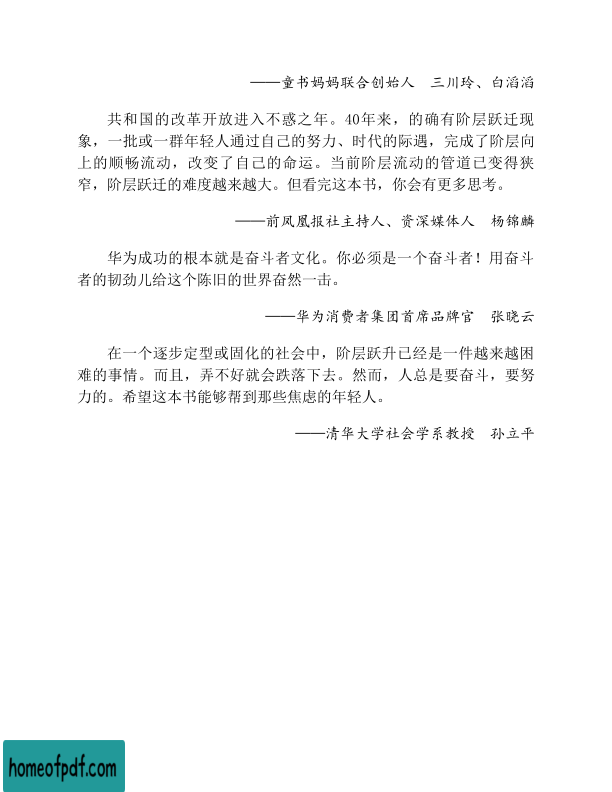 ——童书妈妈联合创始人　三川玲、白滔滔
共和国的改革开放进入不惑之年。40年来，的确有阶层跃迁现
象，一批或一群年轻人通过自己的努力、时代的际遇，完成了阶层向
上的顺畅流动，改变了自己的命运。当前阶层流动的管道已变得狭
窄，阶层跃迁的难度越来越大。但看完这本书，你会有更多思考。
——前凤凰报社主持人、资深媒体人　杨锦麟
华为成功的根本就是奋斗者文化。你必须是一个奋斗者！用奋斗
者的韧劲儿给这个陈旧的世界奋然一击。
——华为消费者集团首席品牌官　张晓云
在一个逐步定型或固化的社会中，阶层跃升已经是一件越来越困
难的事情。而且，弄不好就会跌落下去。然而，人总是要奋斗，要努
力的。希望这本书能够帮到那些焦虑的年轻人。
——清华大学社会学系教授　孙立平
homeofpdf.com